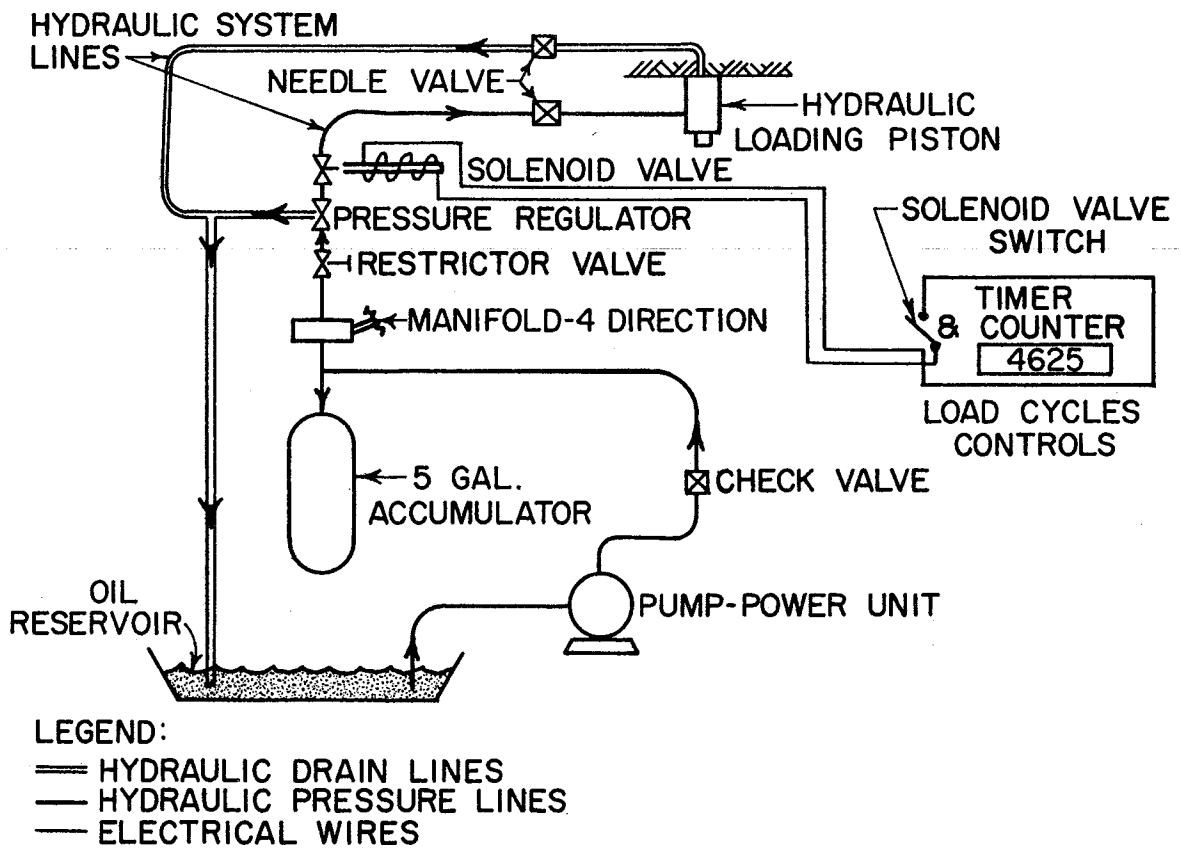 HYDRAULIC SYSTEM
LINES
NEEDLE VALVE
HYDRAULIC
LOADING PISTON
SOLENOID VALVE
PRESSURE REGULATOR
RESTRICTOR VALVE
MANIFOLD-4 DIRECTION
SOLENOID VALVE
SWITCH
TIMER
& COUNTER
4625
LOAD CYCLES
CONTROLS
5 GAL.
ACCUMULATOR
CHECK VALVE
OIL
RESERVOIR
PUMP-POWER UNIT
LEGEND:
HYDRAULIC DRAIN LINES
HYDRAULIC PRESSURE LINES
ELECTRICAL WIRES